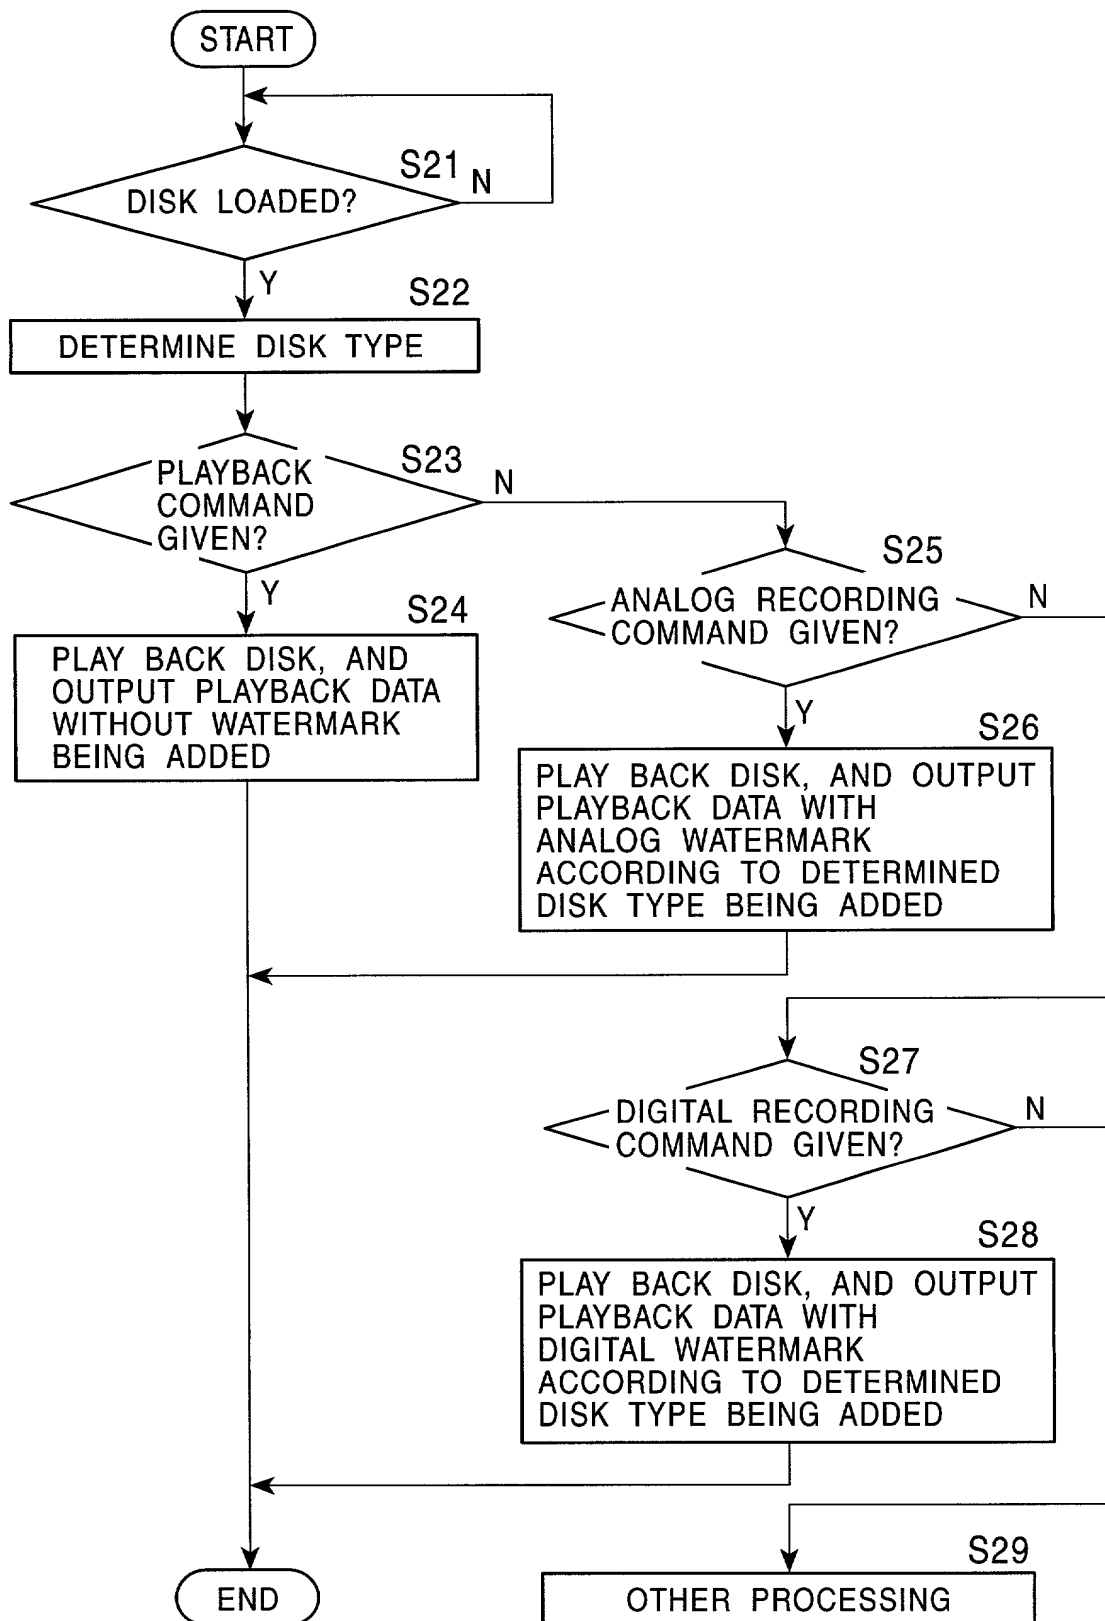 START
S21
DISK LOADED?
N
Y
S22
DETERMINE DISK TYPE
S23
PLAYBACK
COMMAND
GIVEN?
N
Y
S24
PLAY BACK DISK, AND
OUTPUT PLAYBACK DATA
WITHOUT WATERMARK
BEING ADDED
S25
ANALOG RECORDING
COMMAND GIVEN?
N
Y
S26
PLAY BACK DISK, AND OUTPUT
PLAYBACK DATA WITH
ANALOG WATERMARK
ACCORDING TO DETERMINED
DISK TYPE BEING ADDED
S27
DIGITAL RECORDING
COMMAND GIVEN?
N
Y
S28
PLAY BACK DISK, AND OUTPUT
PLAYBACK DATA WITH
DIGITAL WATERMARK
ACCORDING TO DETERMINED
DISK TYPE BEING ADDED
S29
OTHER PROCESSING
END